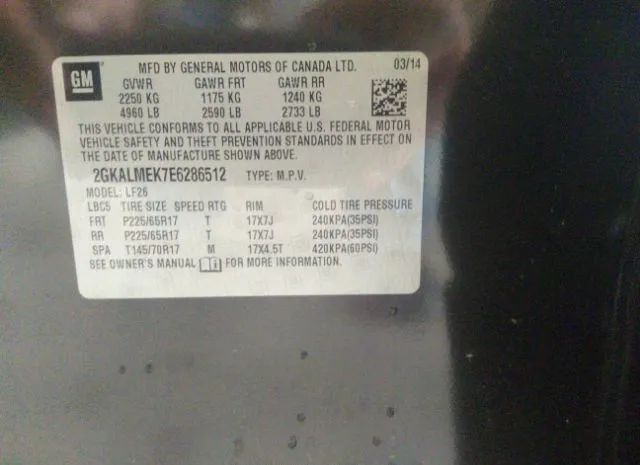 GM
MFD BY GENERAL MOTORS OF CANADA LTD. 03/14
GVWR GAWR FRT GAWR RR
2250 KG 1175 KG 1240 KG
4960 LB 2590 LB 2733 LB
THIS VEHICLE CONFORMS TO ALL APPLICABLE U.S. FEDERAL MOTOR
VEHICLE SAFETY AND THEFT PREVENTION STANDARDS IN EFFECT ON
THE DATE OF MANUFACTURE SHOWN ABOVE.
2GKALMEK7E6286512 TYPE: M.P.V.
MODEL: LF26
LBC5 TIRE SIZE SPEED RTG RIM COLD TIRE PRESSURE
FRT P225/65R17 T 17X7J 240KPA(35PSI)
RR P225/65R17 T 17X7J 240KPA(35PSI)
SPA T145/70R17 M 17X4.5T 420KPA(60PSI)
SEE OWNER'S MANUAL FOR MORE INFORMATION.